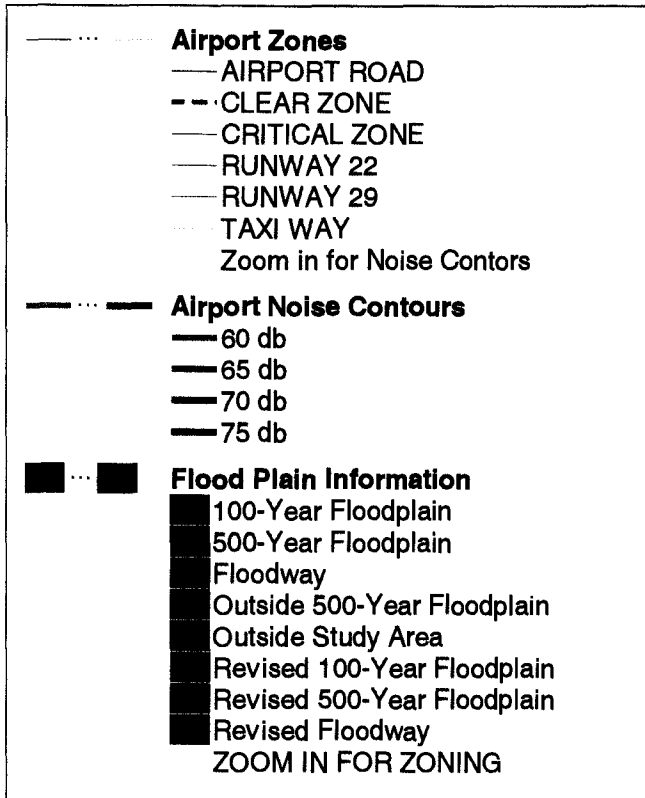 Airport Zones
AIRPORT ROAD
CLEAR ZONE
CRITICAL ZONE
RUNWAY 22
RUNWAY 29
TAXI WAY
Zoom in for Noise Contors
Airport Noise Contours
60 db
65 db
70 db
75 db
Flood Plain Information
100-Year Floodplain
500-Year Floodplain
Floodway
Outside 500-Year Floodplain
Outside Study Area
Revised 100-Year Floodplain
Revised 500-Year Floodplain
Revised Floodway
ZOOM IN FOR ZONING